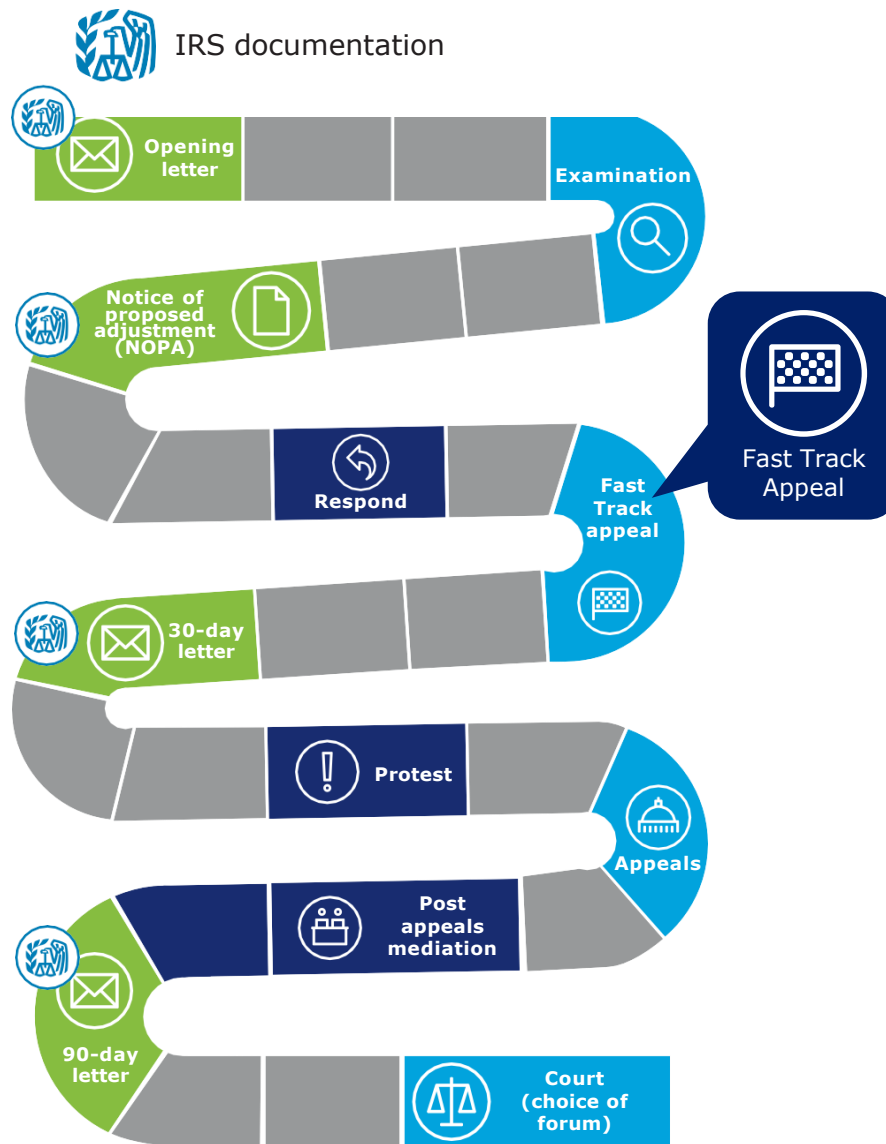 IRS documentation
Opening
letter
Examination
Notice of
proposed
adjustment
(NOPA)
Respond
Fast
Track
appeal
Fast Track
Appeal
30-day
letter
Protest
Appeals
Post
appeals
mediation
90-day
letter
Court
(choice of
forum)